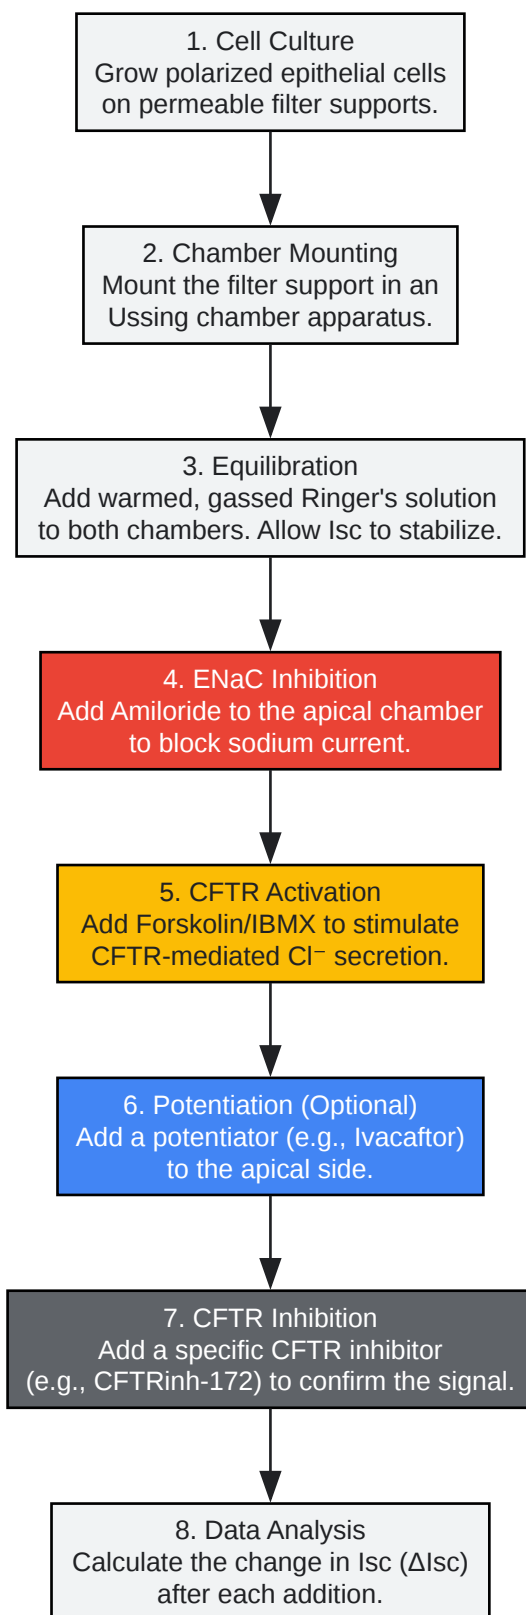 1. Cell Culture
Grow polarized epithelial cells
on permeable filter supports.
2. Chamber Mounting
Mount the filter support in an
Ussing chamber apparatus.
3. Equilibration
Add warmed, gassed Ringer's solution
to both chambers. Allow Isc to stabilize.
4. ENaC Inhibition
Add Amiloride to the apical chamber
to block sodium current.
5. CFTR Activation
Add Forskolin/IBMX to stimulate
CFTR-mediated Cl⁻ secretion.
6. Potentiation (Optional)
Add a potentiator (e.g., Ivacaftor)
to the apical side.
7. CFTR Inhibition
Add a specific CFTR inhibitor
(e.g., CFTRinh-172) to confirm the signal.
8. Data Analysis
Calculate the change in Isc (ΔIsc)
after each addition.